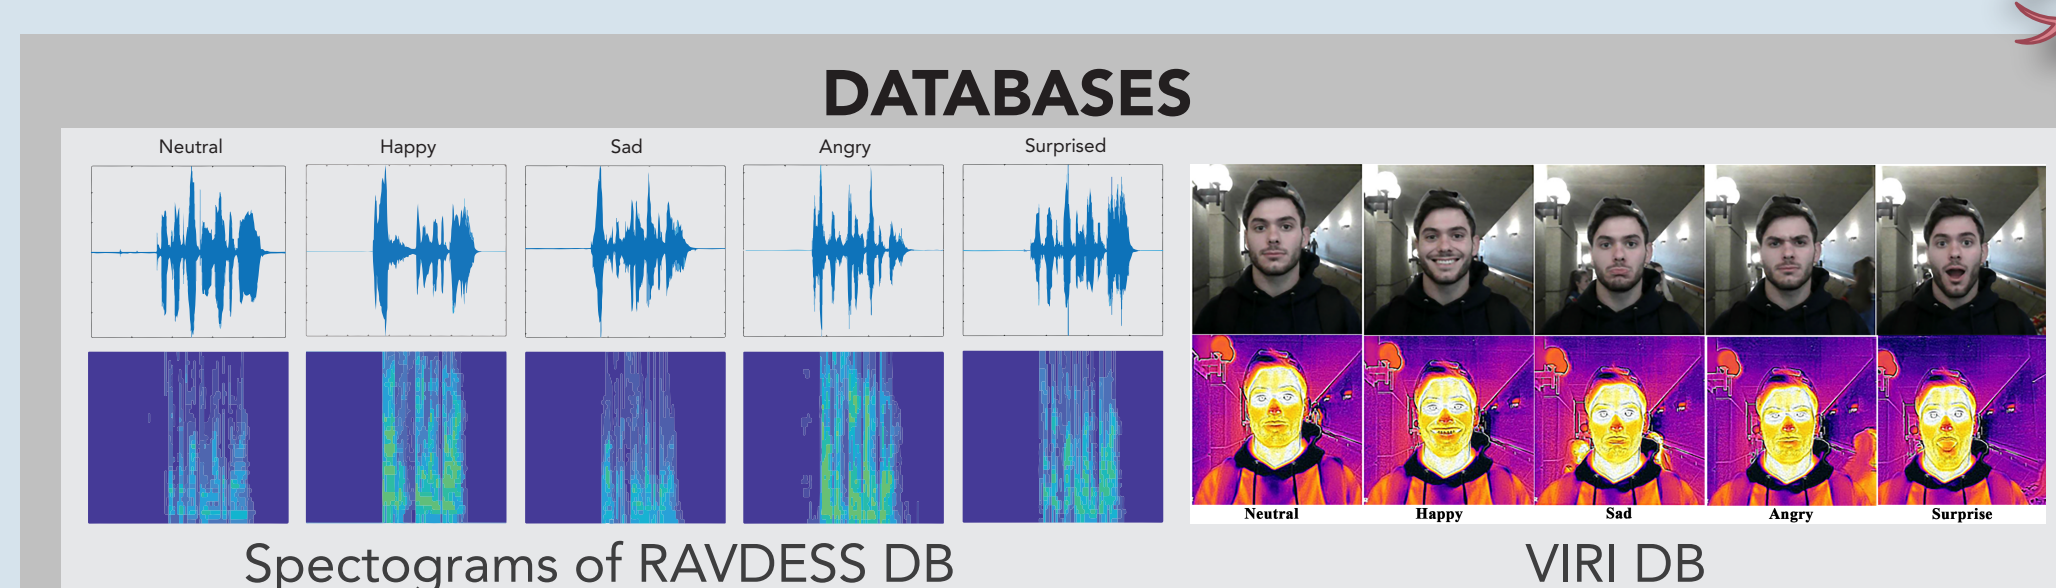 DATABASES
Neutral Happy Sad Angry Surprised
Neutral Happy Sad Angry Surprise
Spectograms of RAVDESS DB
VIRI DB